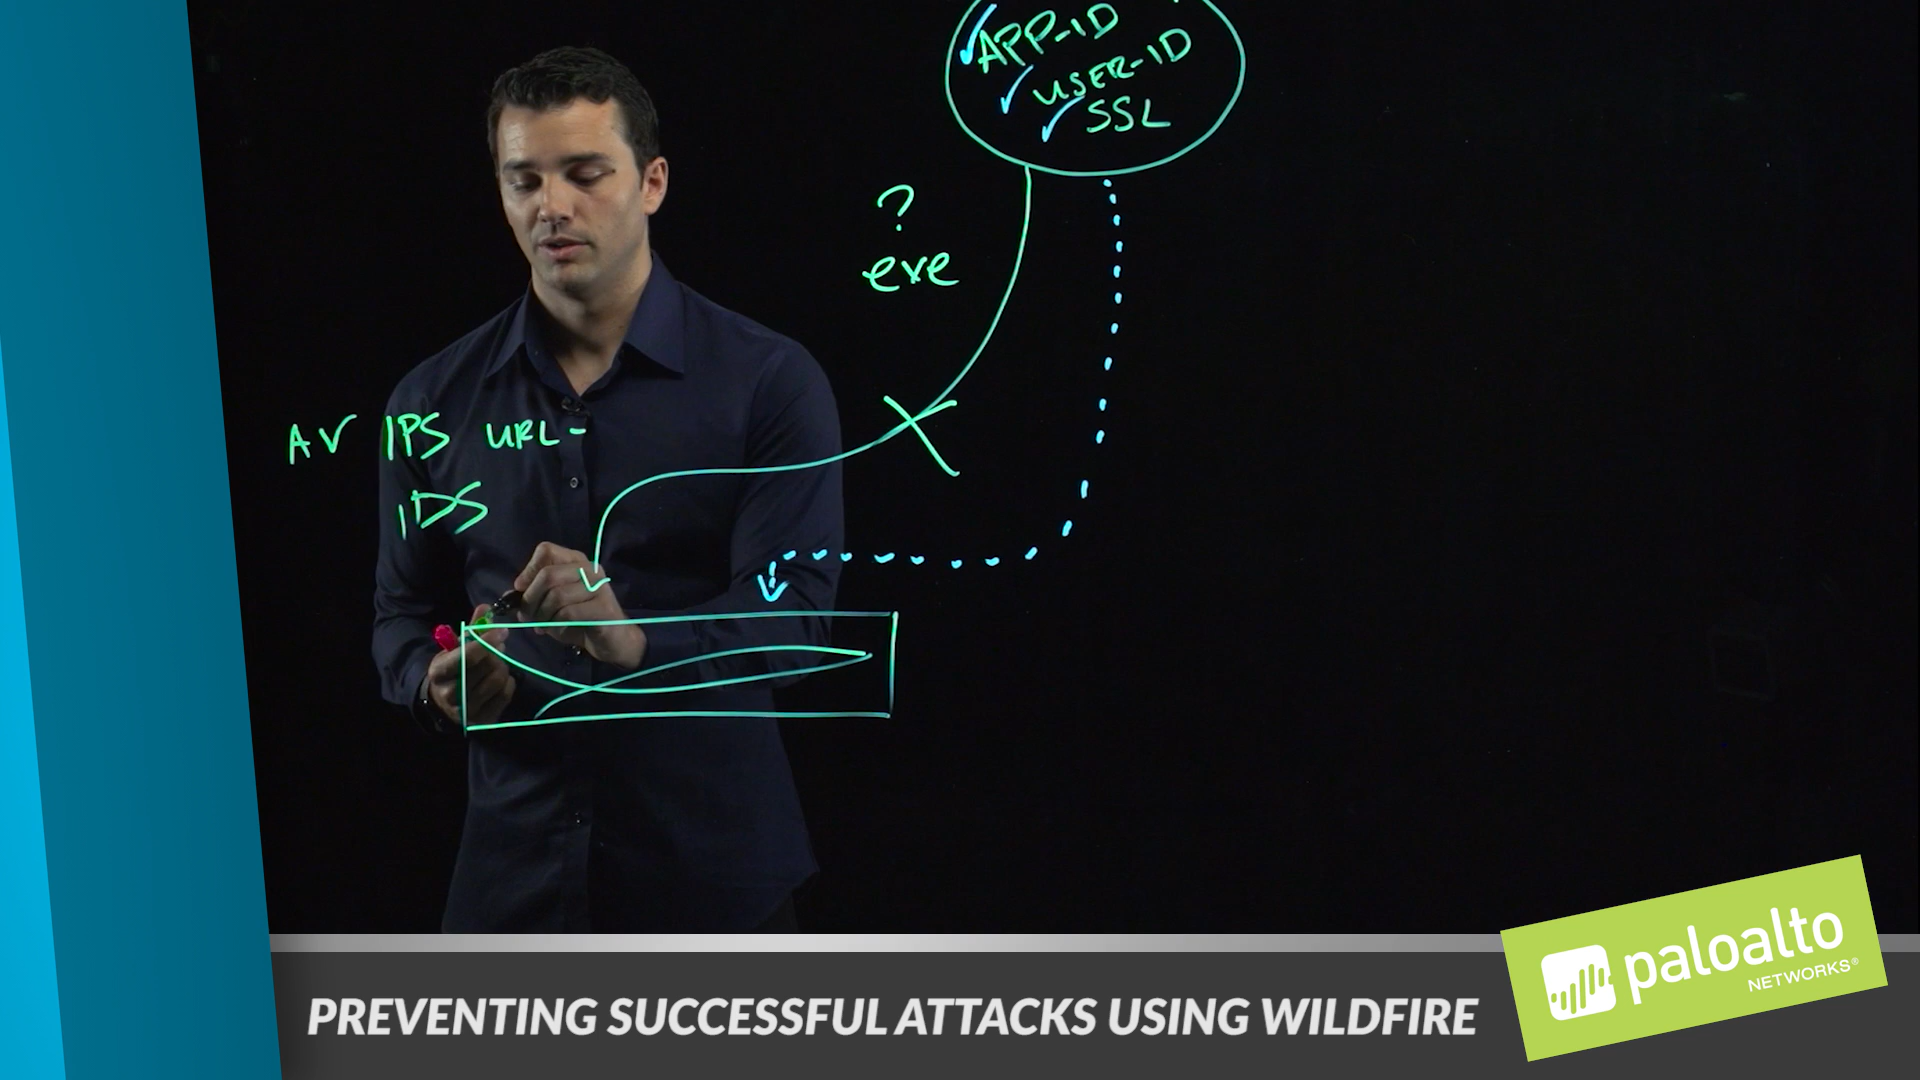 APP-ID
USER-ID
SSL
?
exe
AV IPS URL-
IDS
PREVENTING SUCCESSFUL ATTACKS USING WILDFIRE
paloalto
NETWORKS®